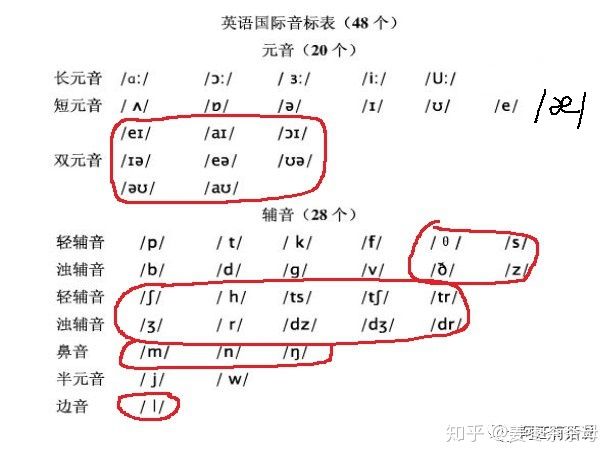 英语国际音标表（48 个）
元音（20 个）
长元音 /ɑː/ /ɔː/ /ɜː/ /iː/ /Uː/
短元音 /ʌ/ /ɒ/ /ə/ /ɪ/ /ʊ/ /e/ /æ/
/eɪ/ /aɪ/ /ɔɪ/
双元音 /ɪə/ /eə/ /ʊə/
/əʊ/ /aʊ/
辅音（28 个）
轻辅音 /p/ /t/ /k/ /f/ /θ/ /s/
浊辅音 /b/ /d/ /g/ /v/ /ð/ /z/
轻辅音 /ʃ/ /h/ /ts/ /tʃ/ /tr/
浊辅音 /ʒ/ /r/ /dz/ /dʒ/ /dr/
鼻音 /m/ /n/ /ŋ/
半元音 /j/ /w/
边音 /l/
知乎